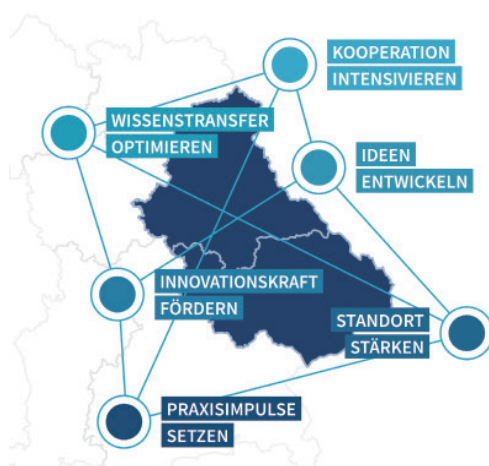 KOOPERATION
INTENSIVIEREN
WISSENSTRANSFER
OPTIMIEREN
IDEEN
ENTWICKELN
INNOVATIONSKRAFT
FÖRDERN
STANDORT
STÄRKEN
PRAXISIMPULSE
SETZEN